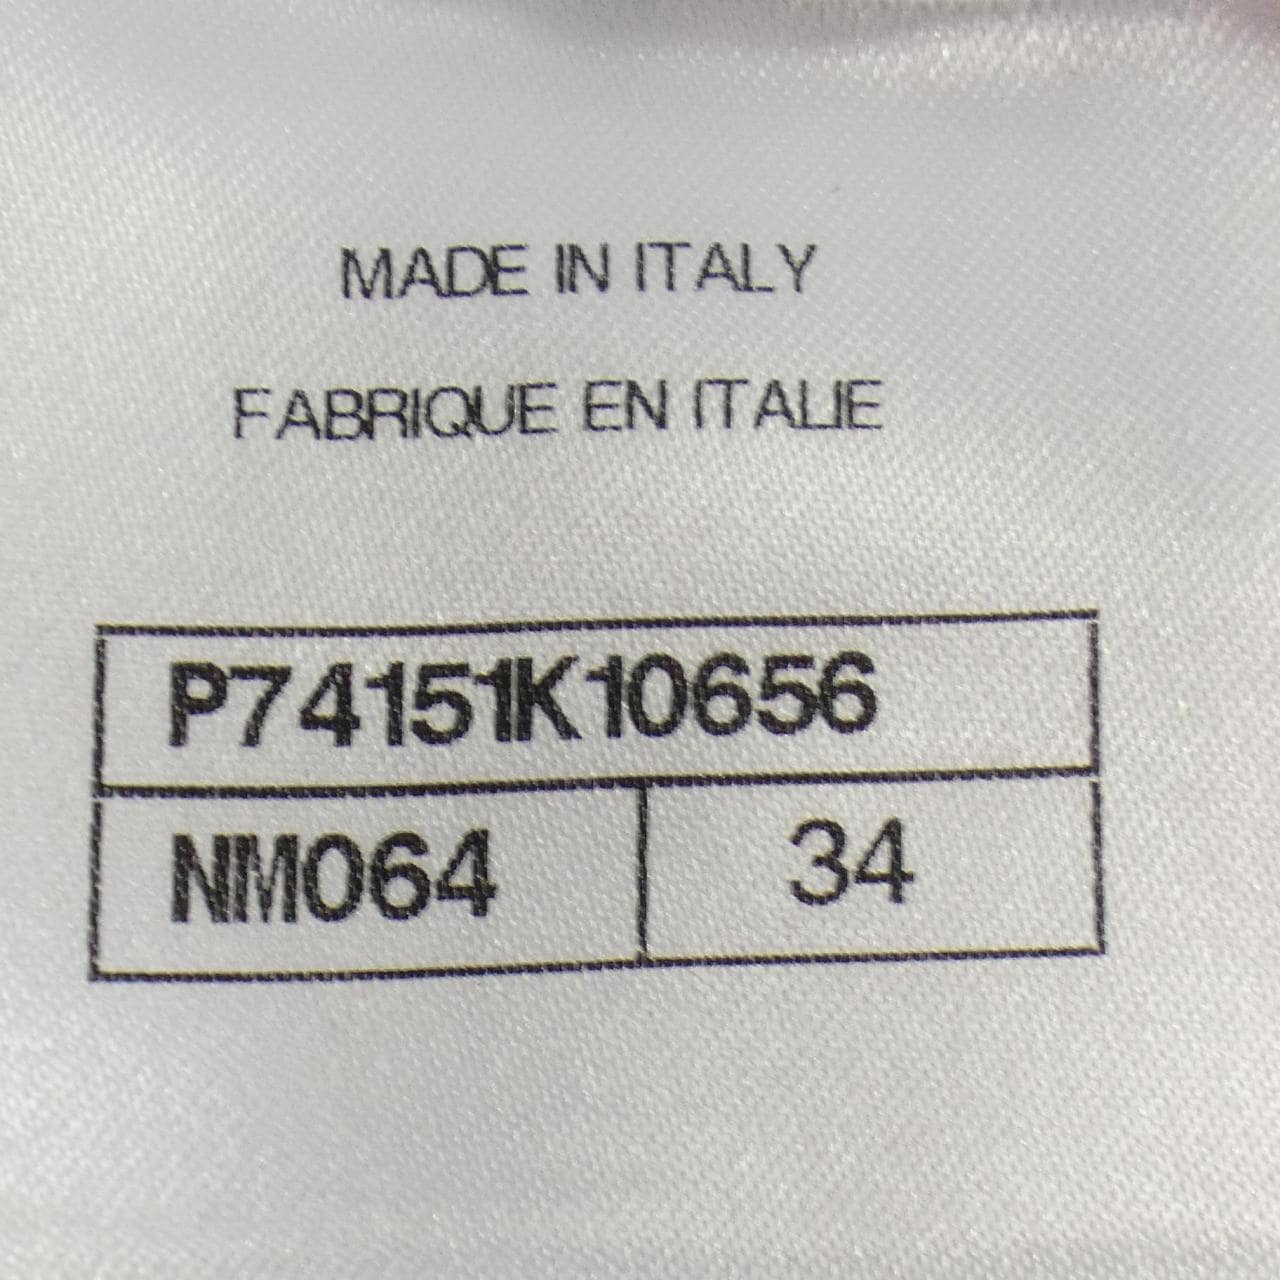 MADE IN ITALY
FABRIQUE EN ITALIE
P74151K10656
NM064 34